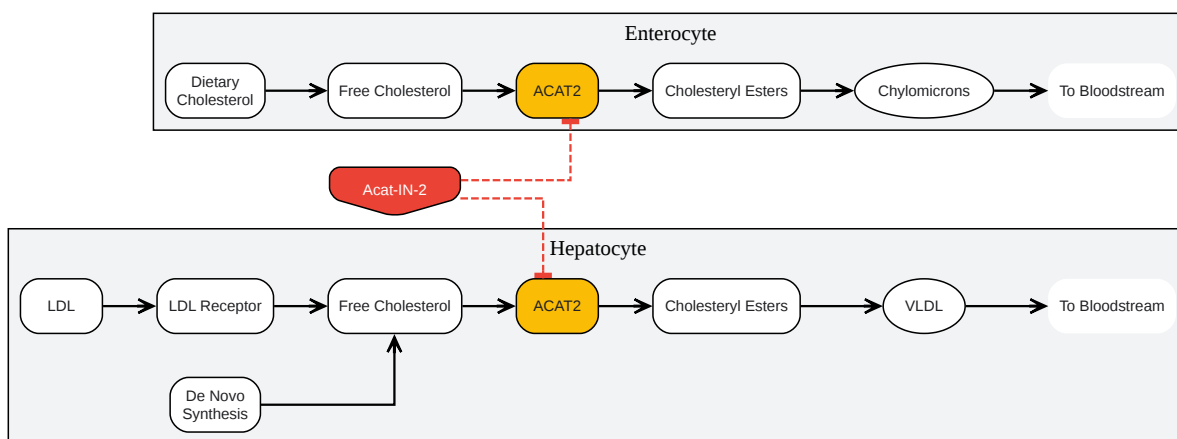 Enterocyte
Dietary
Cholesterol
Free Cholesterol
ACAT2
Cholesteryl Esters
Chylomicrons
To Bloodstream
Acat-IN-2
Hepatocyte
LDL
LDL Receptor
Free Cholesterol
ACAT2
Cholesteryl Esters
VLDL
To Bloodstream
De Novo
Synthesis